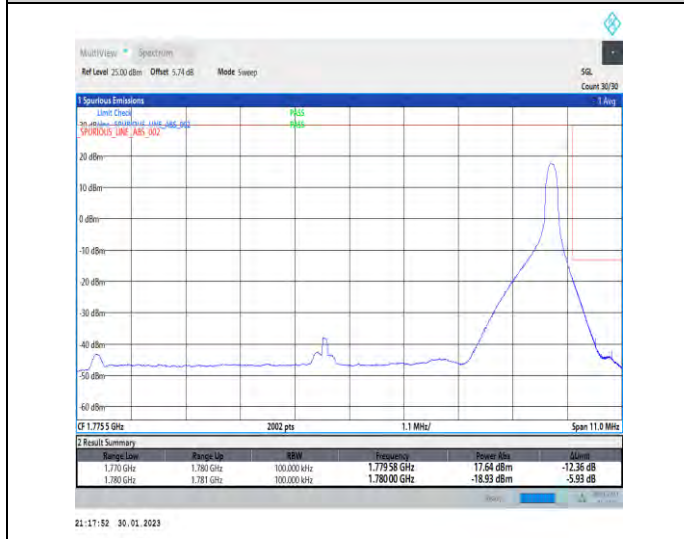 MultiView Spectrum
Ref Level 25.00 dBm Offset 5.74 dB Mode Sweep SGL
Count 30/30
1 Spurious Emissions 1 Avg
Limit Check PASS
SPURIOUS_LINE_ABS_002 PASS
SPURIOUS_LINE_ABS_002
20 dBm
10 dBm
0 dBm
-10 dBm
-20 dBm
-30 dBm
-40 dBm
-50 dBm
-60 dBm
CF 1.775 5 GHz 2002 pts 1.1 MHz/ Span 11.0 MHz
2 Result Summary
Range Low Range Up RBW Frequency Power Abs ΔLimit
1.770 GHz 1.780 GHz 100.000 kHz 1.779 58 GHz 17.64 dBm -12.36 dB
1.780 GHz 1.781 GHz 100.000 kHz 1.780 00 GHz -18.93 dBm -5.93 dB
21:17:52 30.01.2023